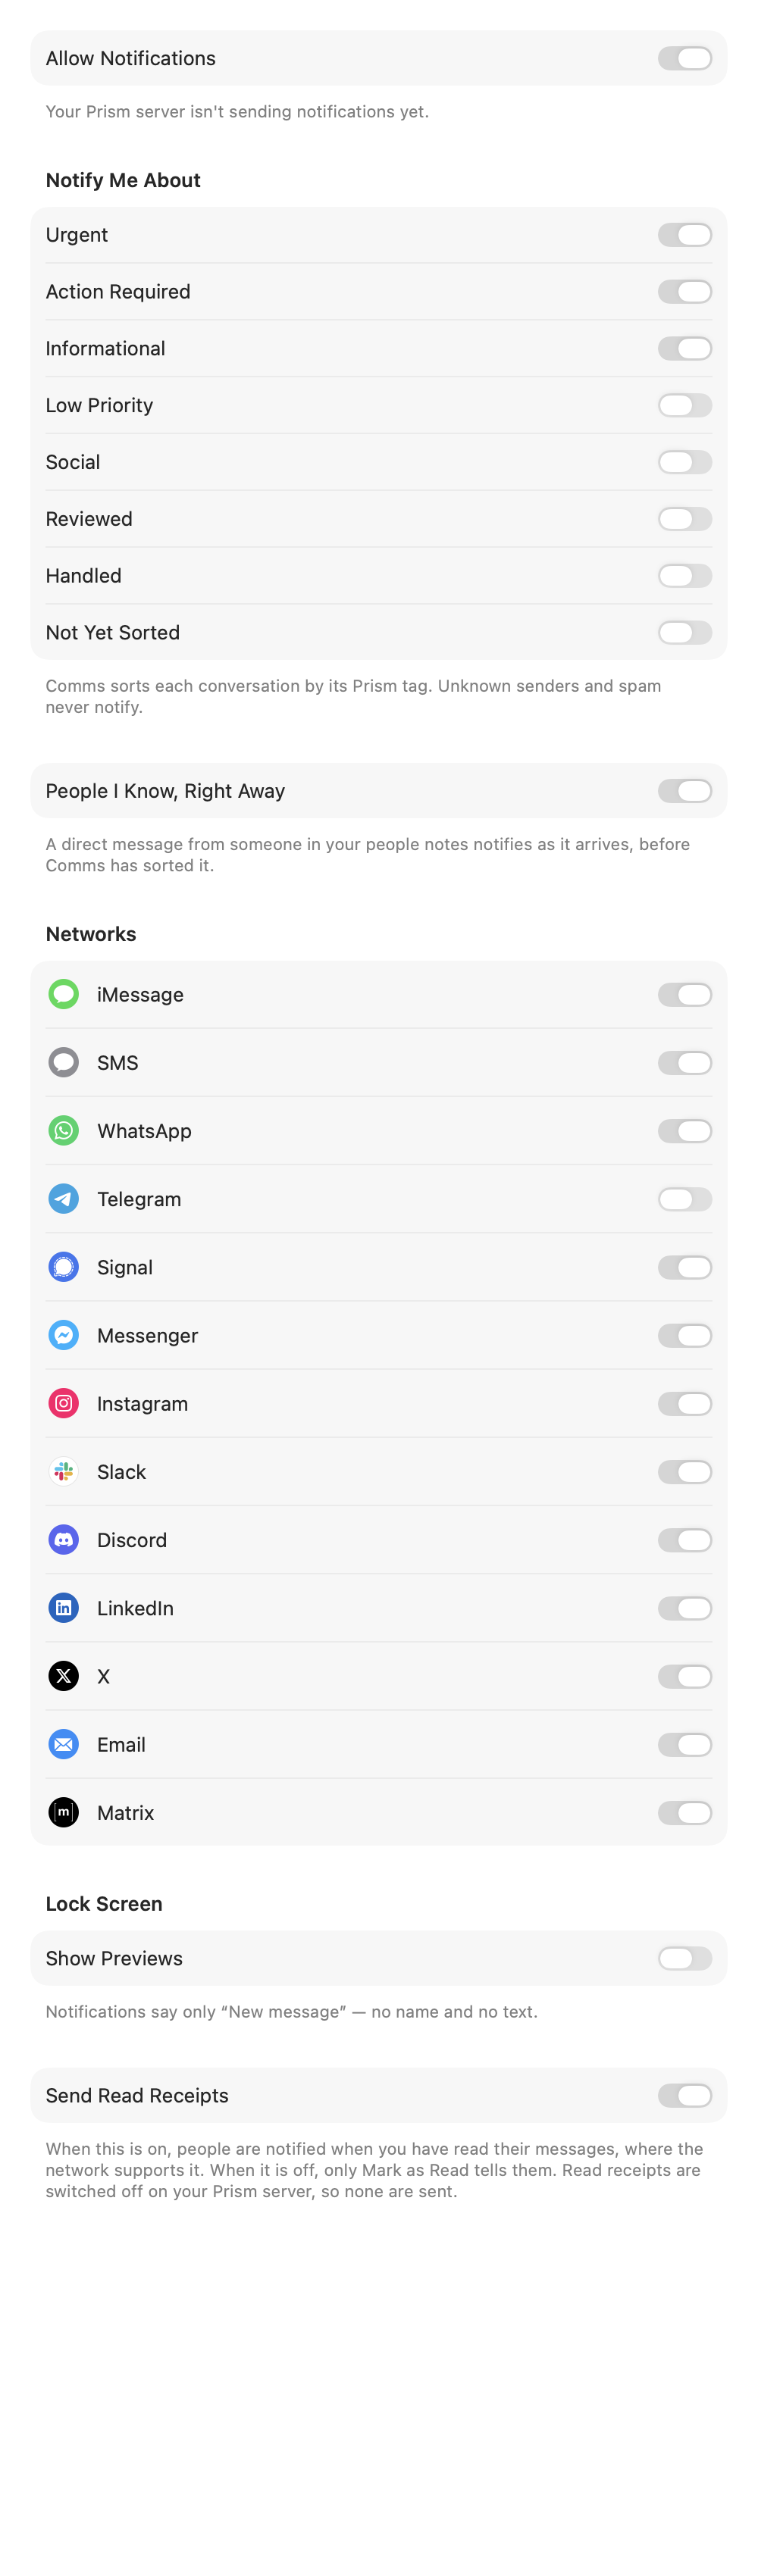 Allow Notifications
Your Prism server isn't sending notifications yet.
Notify Me About
Urgent
Action Required
Informational
Low Priority
Social
Reviewed
Handled
Not Yet Sorted
Comms sorts each conversation by its Prism tag. Unknown senders and spam
never notify.
People I Know, Right Away
A direct message from someone in your people notes notifies as it arrives, before
Comms has sorted it.
Networks
iMessage
SMS
WhatsApp
Telegram
Signal
Messenger
Instagram
Slack
Discord
in LinkedIn
X
Email
[m] Matrix
Lock Screen
Show Previews
Notifications say only “New message” — no name and no text.
Send Read Receipts
When this is on, people are notified when you have read their messages, where the
network supports it. When it is off, only Mark as Read tells them. Read receipts are
switched off on your Prism server, so none are sent.